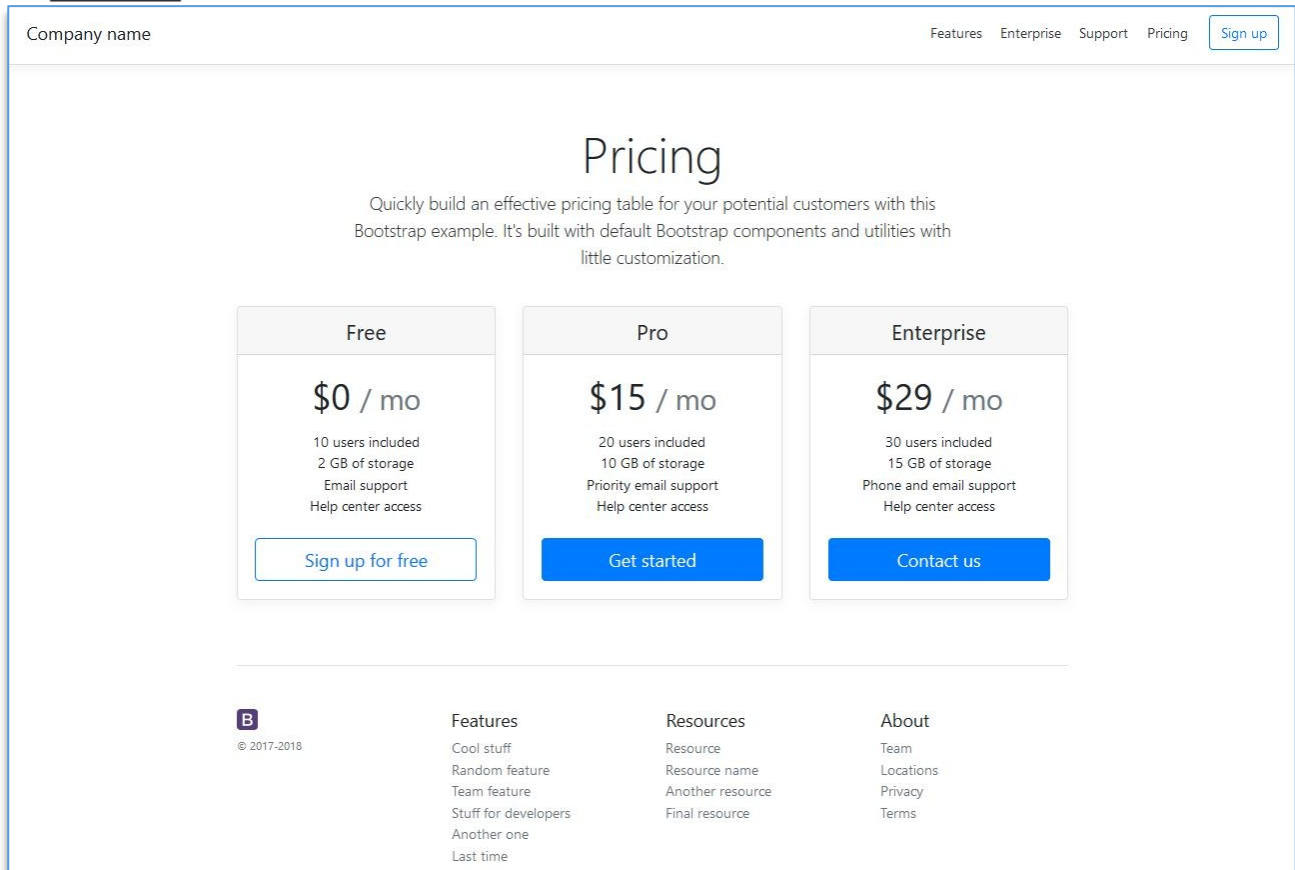 Company name
Features Enterprise Support Pricing Sign up
Pricing
Quickly build an effective pricing table for your potential customers with this
Bootstrap example. It's built with default Bootstrap components and utilities with
little customization.
Free
$0 / mo
10 users included
2 GB of storage
Email support
Help center access
Sign up for free
Pro
$15 / mo
20 users included
10 GB of storage
Priority email support
Help center access
Get started
Enterprise
$29 / mo
30 users included
15 GB of storage
Phone and email support
Help center access
Contact us
B
© 2017-2018
Features
Cool stuff
Random feature
Team feature
Stuff for developers
Another one
Last time
Resources
Resource
Resource name
Another resource
Final resource
About
Team
Locations
Privacy
Terms